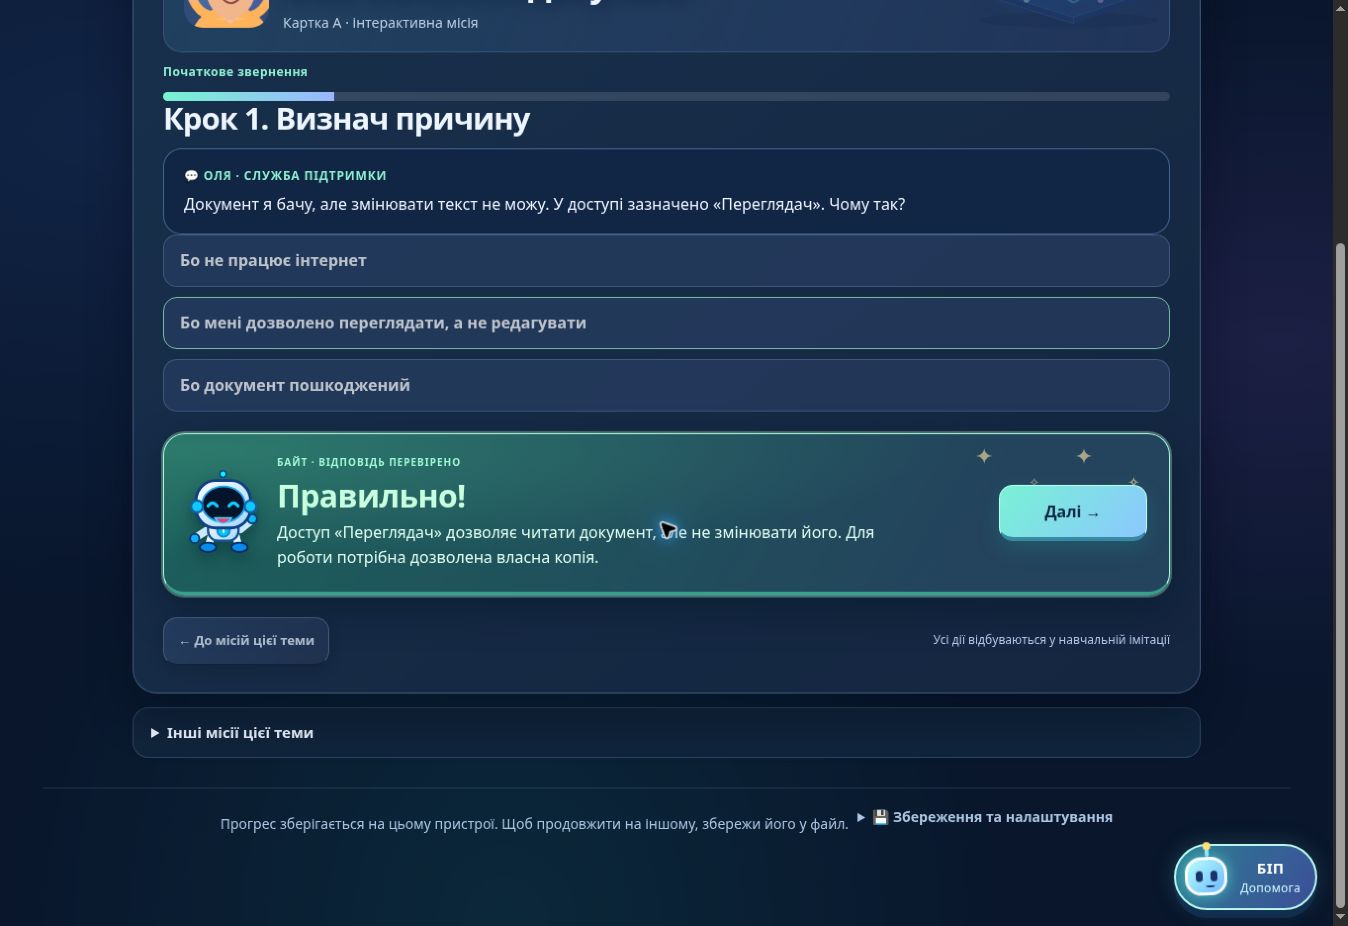 Картка А · Інтерактивна місія
Початкове звернення
Крок 1. Визнач причину
💬 ОЛЯ · СЛУЖБА ПІДТРИМКИ
Документ я бачу, але змінювати текст не можу. У доступі зазначено «Переглядач». Чому так?
Бо не працює інтернет
Бо мені дозволено переглядати, а не редагувати
Бо документ пошкоджений
БАЙТ · ВІДПОВІДЬ ПЕРЕВІРЕНО
Правильно!
Доступ «Переглядач» дозволяє читати документ, але не змінювати його. Для
роботи потрібна дозволена власна копія.
Далі →
← До місій цієї теми
Усі дії відбуваються у навчальній імітації
▶ Інші місії цієї теми
Прогрес зберігається на цьому пристрої. Щоб продовжити на іншому, збережи його у файл.
▶ 💾 Збереження та налаштування
БІП
Допомога